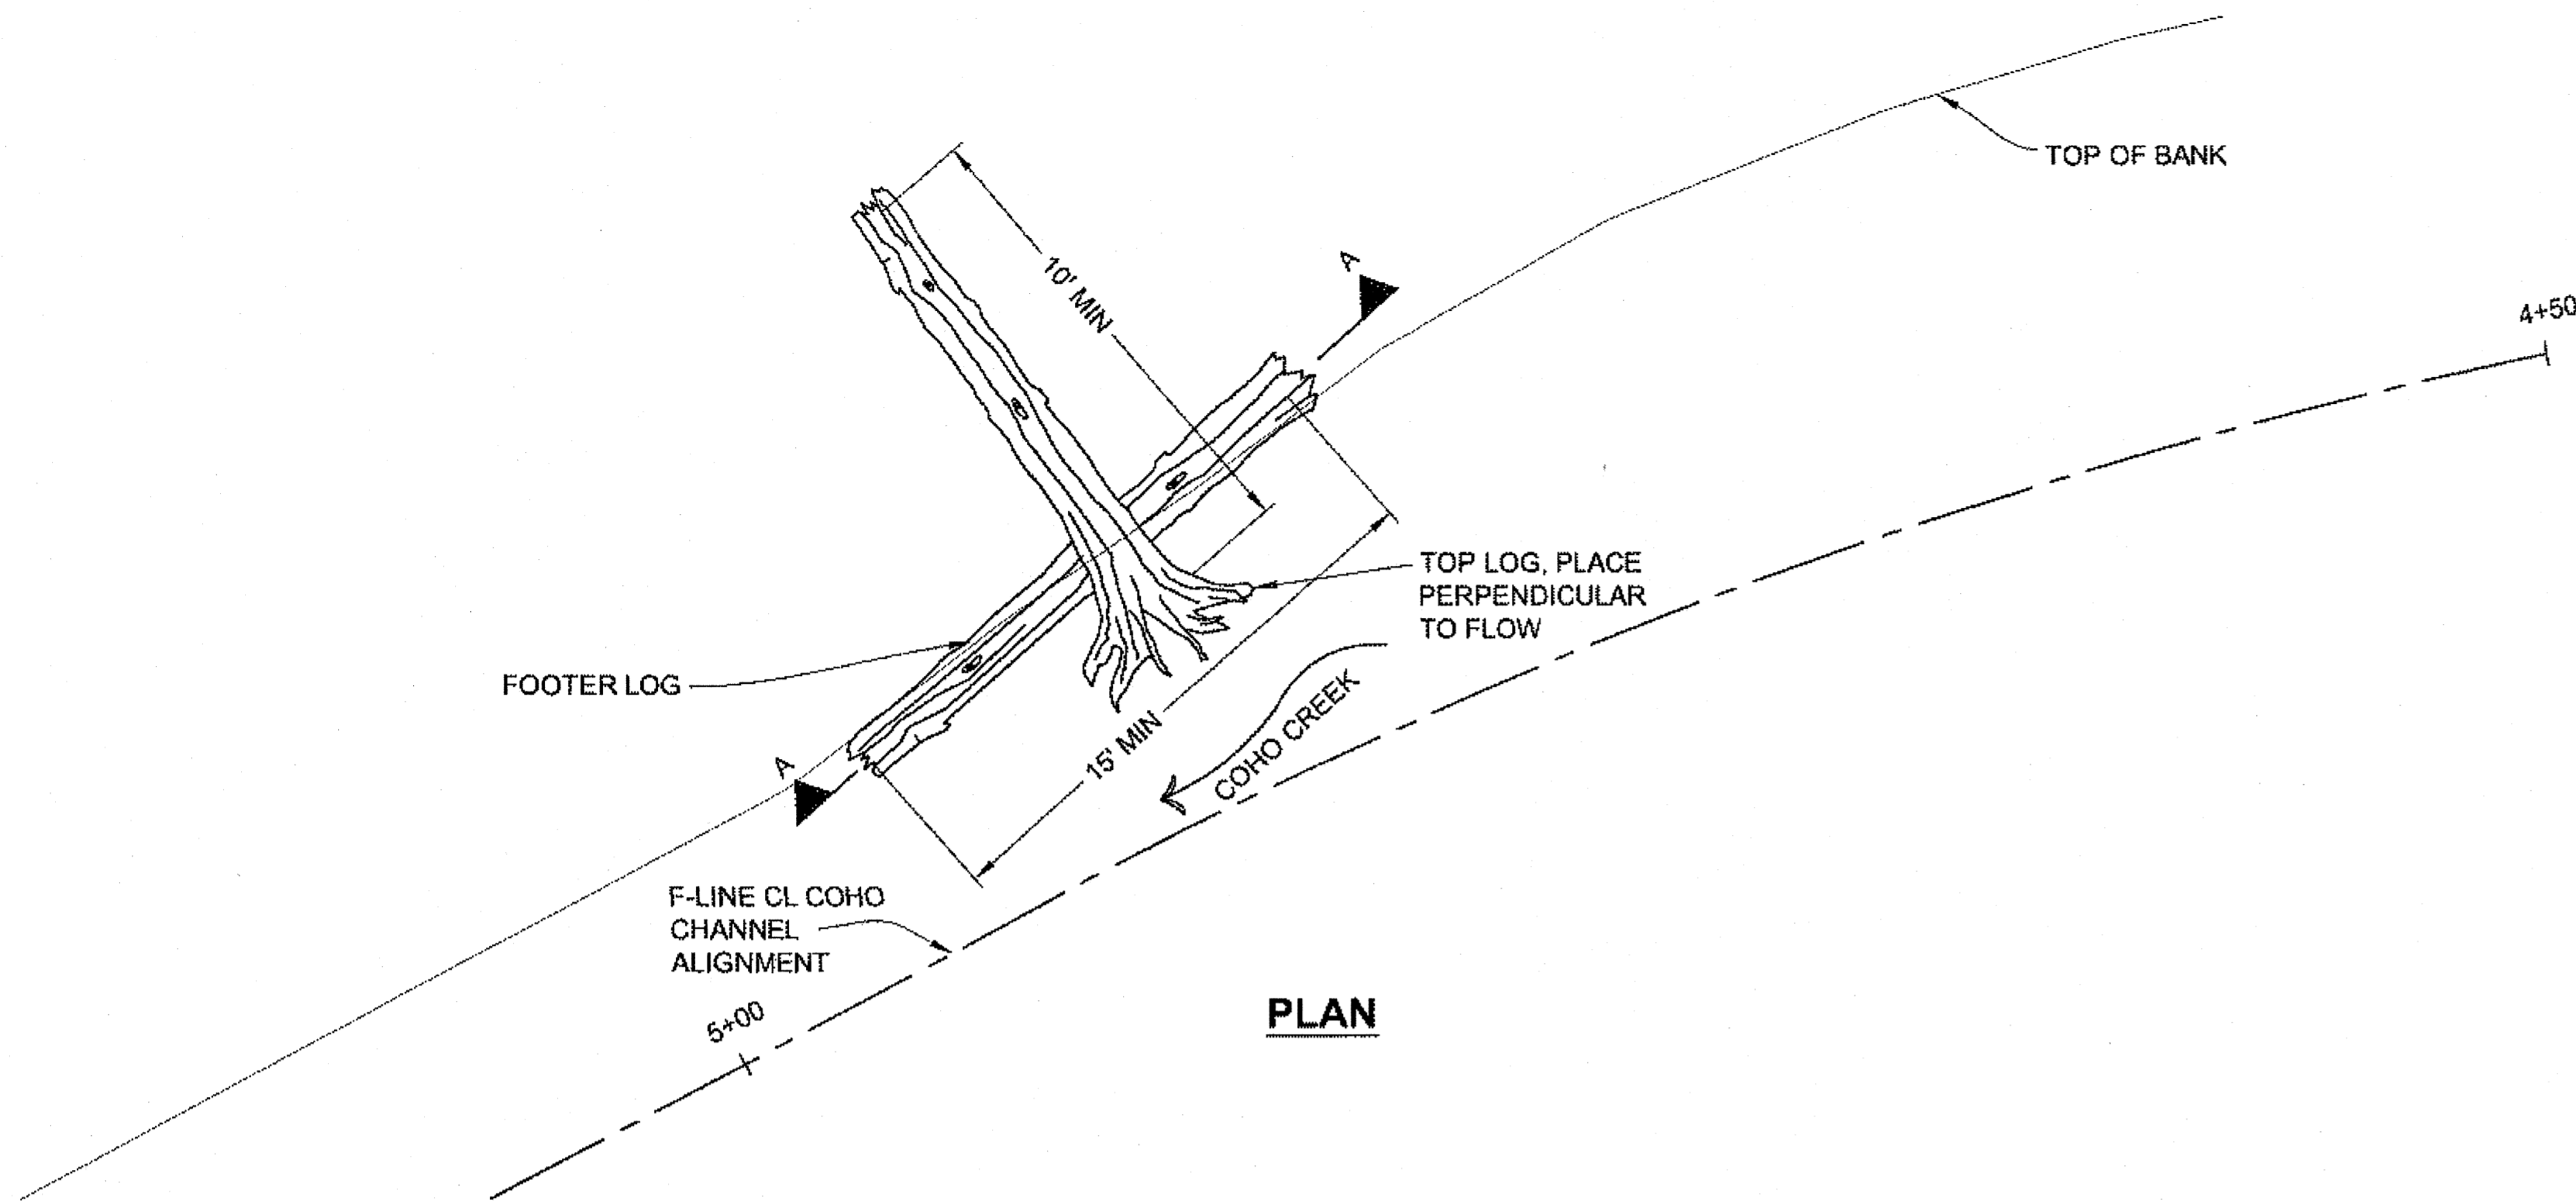 TOP OF BANK
A
10' MIN
4+50
TOP LOG, PLACE
PERPENDICULAR
TO FLOW
FOOTER LOG
15' MIN
COHO CREEK
A
F-LINE CL COHO
CHANNEL
ALIGNMENT
5+00
PLAN